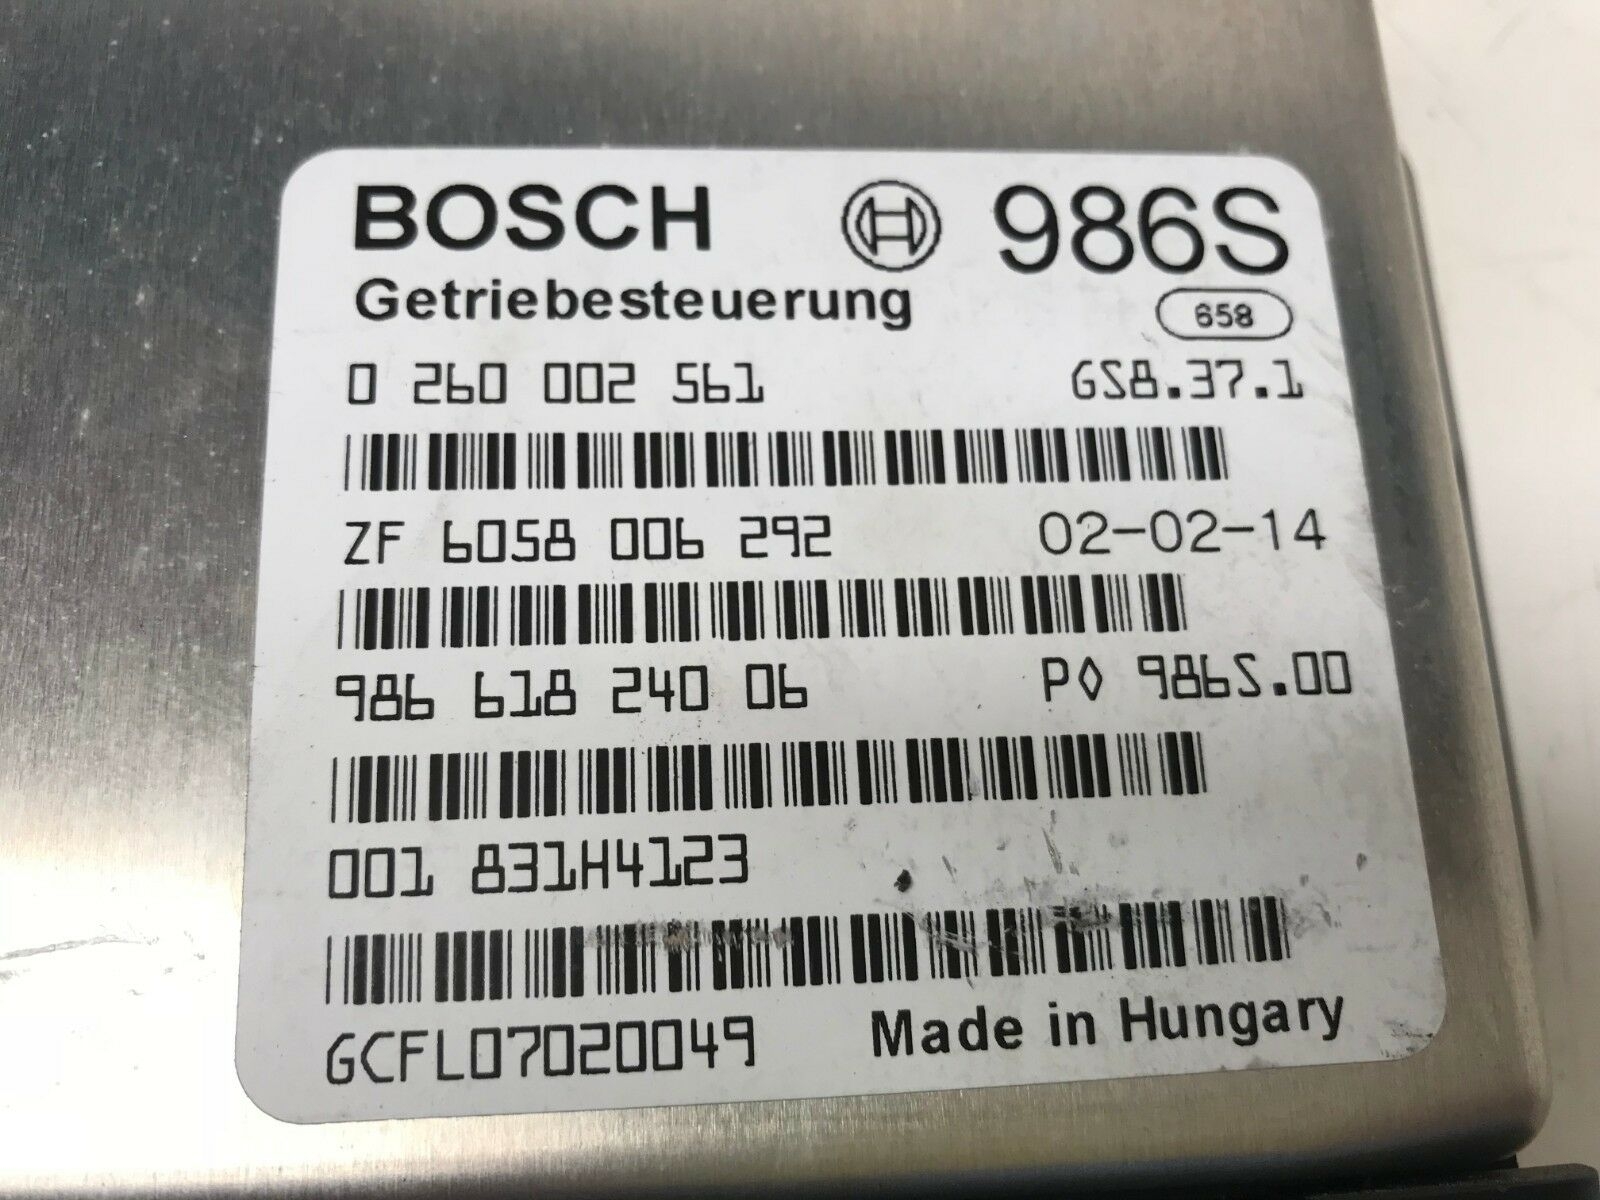 BOSCH 986S
Getriebesteuerung 658
0 260 002 561 GS8.37.1
ZF 6058 006 292 02-02-14
986 618 240 06 P◊ 986S.00
001 831H4123
GCFL07020049 Made in Hungary